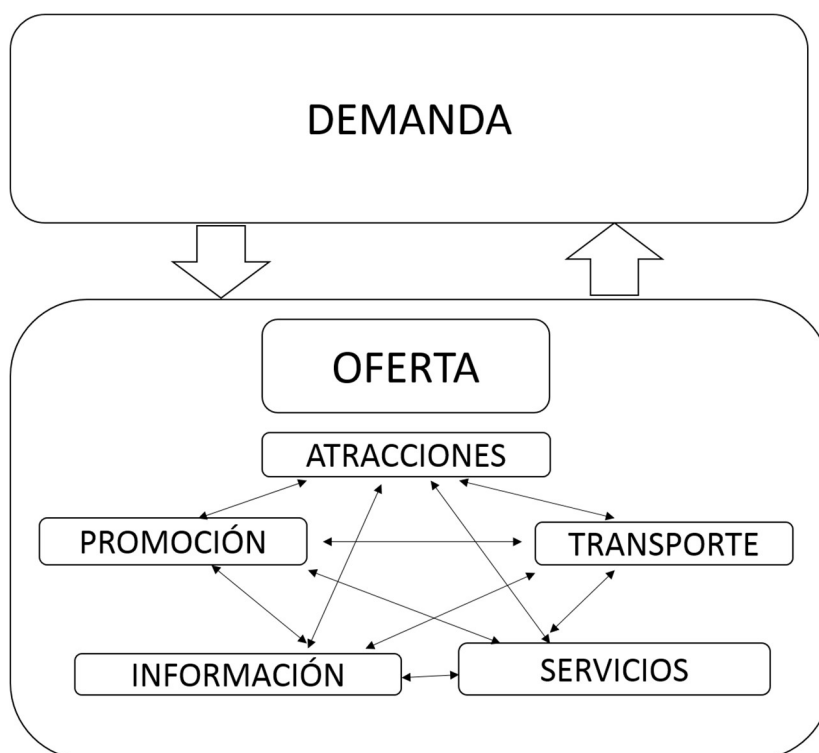 DEMANDA
OFERTA
ATRACCIONES
PROMOCIÓN
TRANSPORTE
INFORMACIÓN
SERVICIOS